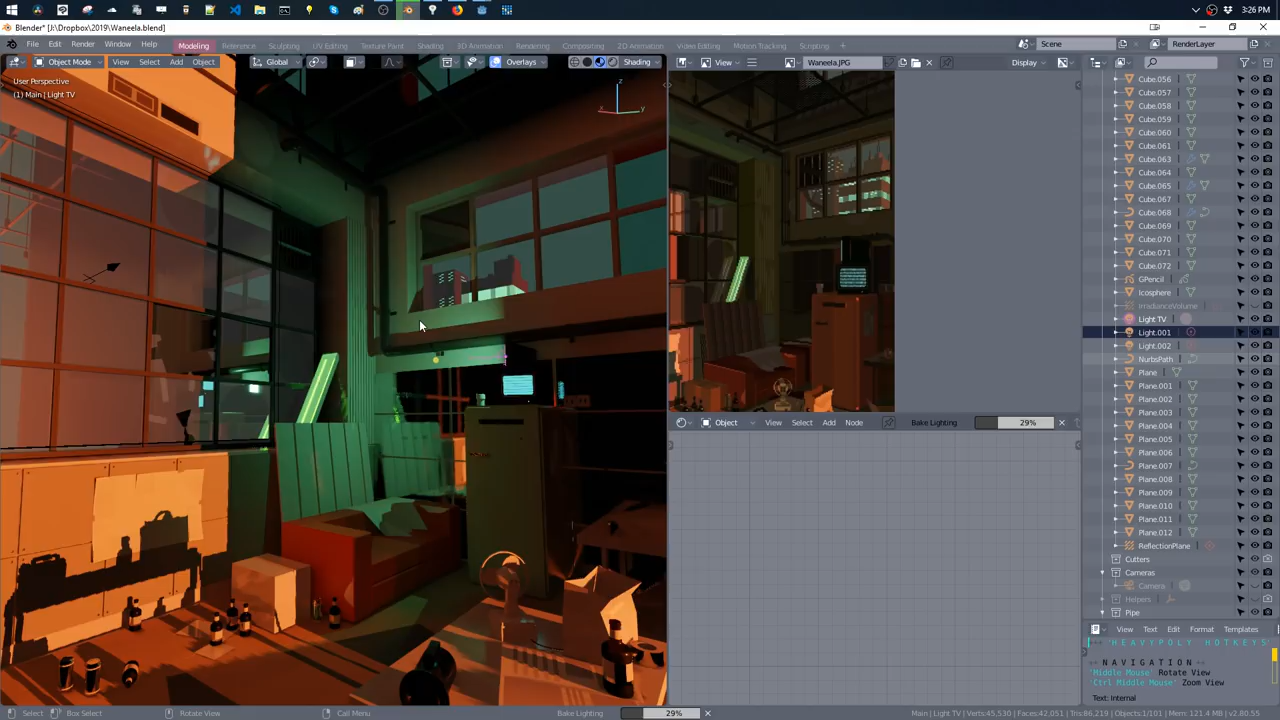 3:26 PM
Blender* [J:\Dropbox\2019\Waneela.blend]
File Edit Render Window Help Modeling Reference Sculpting UV Editing Texture Paint Shading 3D Animation Rendering Compositing 2D Animation Video Editing Motion Tracking Scripting + Scene RenderLayer
Object Mode View Select Add Object Global Overlays Shading View Waneela.JPG Display
User Perspective
(1) Main | Light TV
z
x y
Cube.056
Cube.057
Cube.058
Cube.059
Cube.060
Cube.061
Cube.063
Cube.064
Cube.065
Cube.067
Cube.068
Cube.069
Cube.070
Cube.071
Cube.072
GPencil
Icosphere
IrradianceVolume
Light TV
Light.001
Light.002
NurbsPath
Plane
Plane.001
Plane.002
Plane.003
Plane.004
Plane.005
Plane.006
Plane.007
Plane.008
Plane.009
Plane.010
Plane.011
Plane.012
ReflectionPlane
Cutters
Cameras
Camera
Helpers
Pipe
Object View Select Add Node Bake Lighting 29%
View Text Edit Format Templates
'HEAVYPOLY HOTKEYS'
NAVIGATION
'Middle Mouse' Rotate View
'Ctrl Middle Mouse' Zoom View
Text: Internal
Select Box Select Rotate View Call Menu Bake Lighting 29% Main | Light TV | Verts:45,530 | Faces:42,051 | Tris:86,219 | Objects:1/101 | Mem: 121.4 MB | v2.80.55